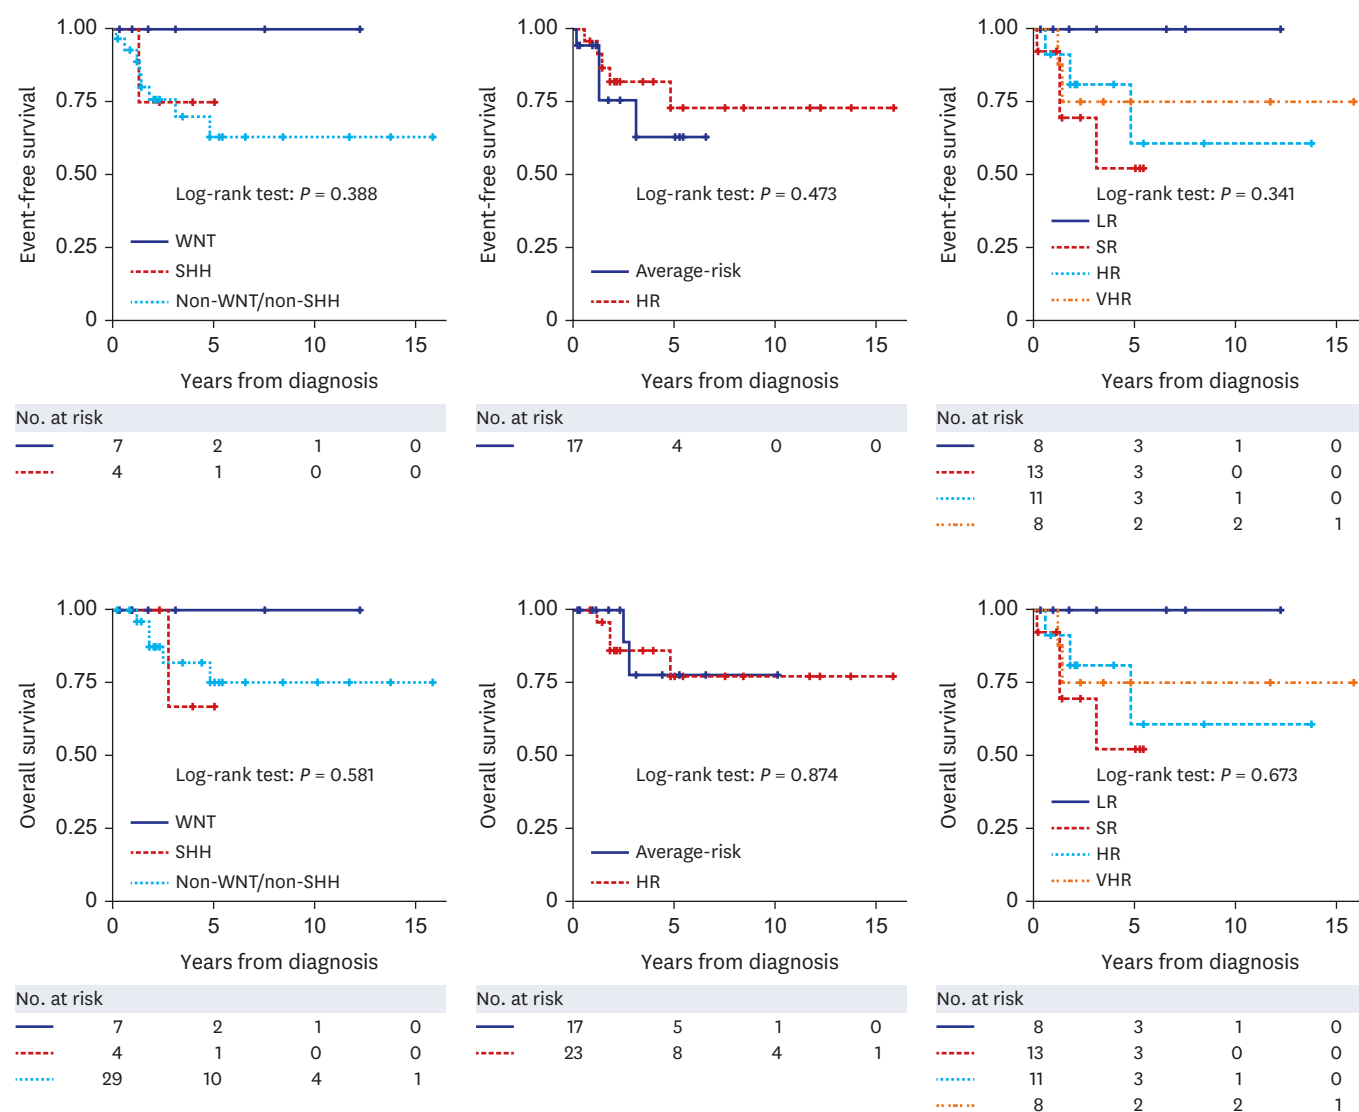 1.00
0.75
0.50
0.25
0
Event-free survival
Log-rank test: P = 0.388
WNT
SHH
Non-WNT/non-SHH
0 5 10 15
Years from diagnosis
No. at risk
7 2 1 0
4 1 0 0
1.00
0.75
0.50
0.25
0
Event-free survival
Log-rank test: P = 0.473
Average-risk
HR
0 5 10 15
Years from diagnosis
No. at risk
17 4 0 0
1.00
0.75
0.50
0.25
0
Event-free survival
Log-rank test: P = 0.341
LR
SR
HR
VHR
0 5 10 15
Years from diagnosis
No. at risk
8 3 1 0
13 3 0 0
11 3 1 0
8 2 2 1
1.00
0.75
0.50
0.25
0
Overall survival
Log-rank test: P = 0.581
WNT
SHH
Non-WNT/non-SHH
0 5 10 15
Years from diagnosis
No. at risk
7 2 1 0
4 1 0 0
29 10 4 1
1.00
0.75
0.50
0.25
0
Overall survival
Log-rank test: P = 0.874
Average-risk
HR
0 5 10 15
Years from diagnosis
No. at risk
17 5 1 0
23 8 4 1
1.00
0.75
0.50
0.25
0
Overall survival
Log-rank test: P = 0.673
LR
SR
HR
VHR
0 5 10 15
Years from diagnosis
No. at risk
8 3 1 0
13 3 0 0
11 3 1 0
8 2 2 1